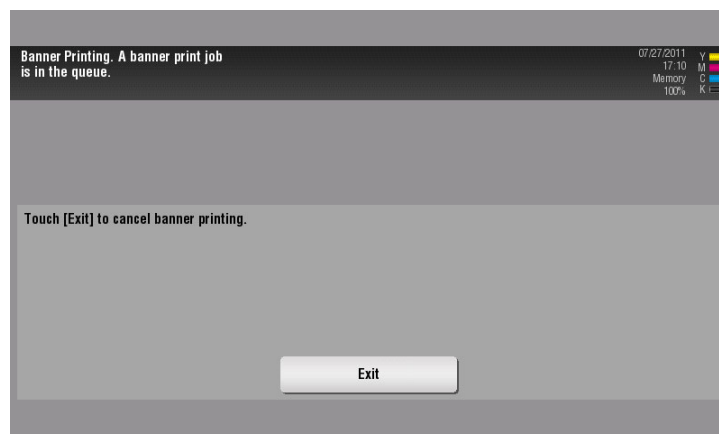 Banner Printing. A banner print job
is in the queue.
07/27/2011
17:10
Memory
100%
Y
M
C
K
Touch [Exit] to cancel banner printing.
Exit